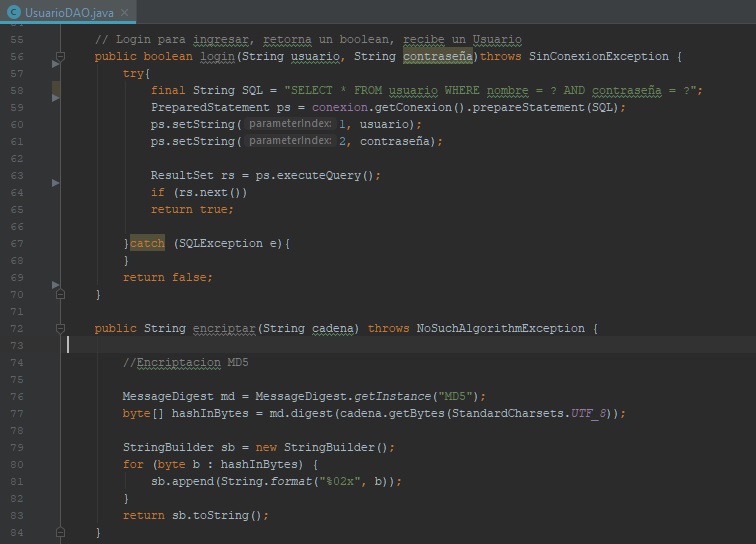 UsuarioDAO.java
55 // Login para ingresar, retorna un boolean, recibe un Usuario
56 public boolean login(String usuario, String contraseña)throws SinConexionException {
57 try{
58 final String SQL = "SELECT * FROM usuario WHERE nombre = ? AND contraseña = ?";
59 PreparedStatement ps = conexion.getConexion().prepareStatement(SQL);
60 ps.setString( parameterIndex: 1, usuario);
61 ps.setString( parameterIndex: 2, contraseña);
62
63 ResultSet rs = ps.executeQuery();
64 if (rs.next())
65 return true;
66
67 }catch (SQLException e){
68 }
69 return false;
70 }
71
72 public String encriptar(String cadena) throws NoSuchAlgorithmException {
73
74 //Encriptacion MD5
75
76 MessageDigest md = MessageDigest.getInstance("MD5");
77 byte[] hashInBytes = md.digest(cadena.getBytes(StandardCharsets.UTF_8));
78
79 StringBuilder sb = new StringBuilder();
80 for (byte b : hashInBytes) {
81 sb.append(String.format("%02x", b));
82 }
83 return sb.toString();
84 }